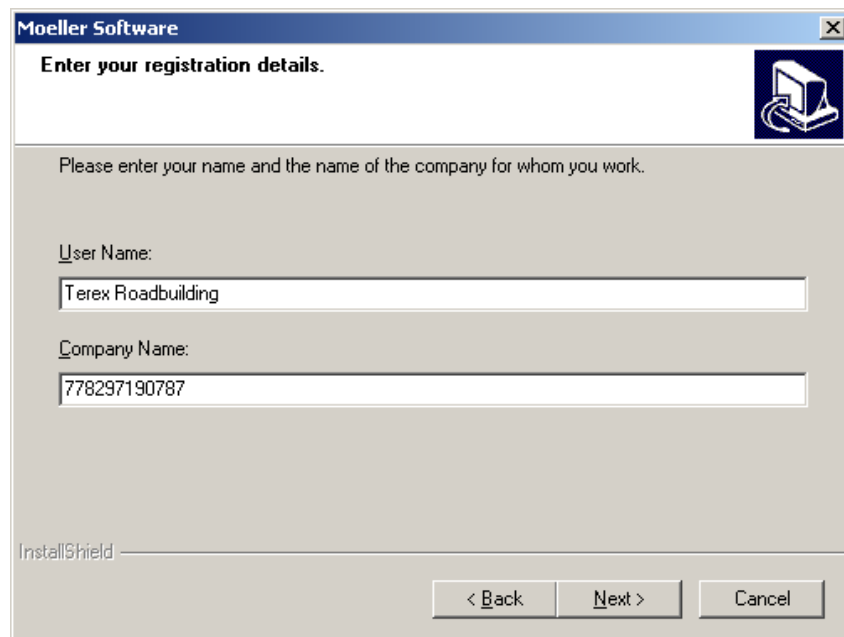 Moeller Software
Enter your registration details.
Please enter your name and the name of the company for whom you work.
User Name:
Terex Roadbuilding
Company Name:
778297190787
InstallShield
< Back Next > Cancel